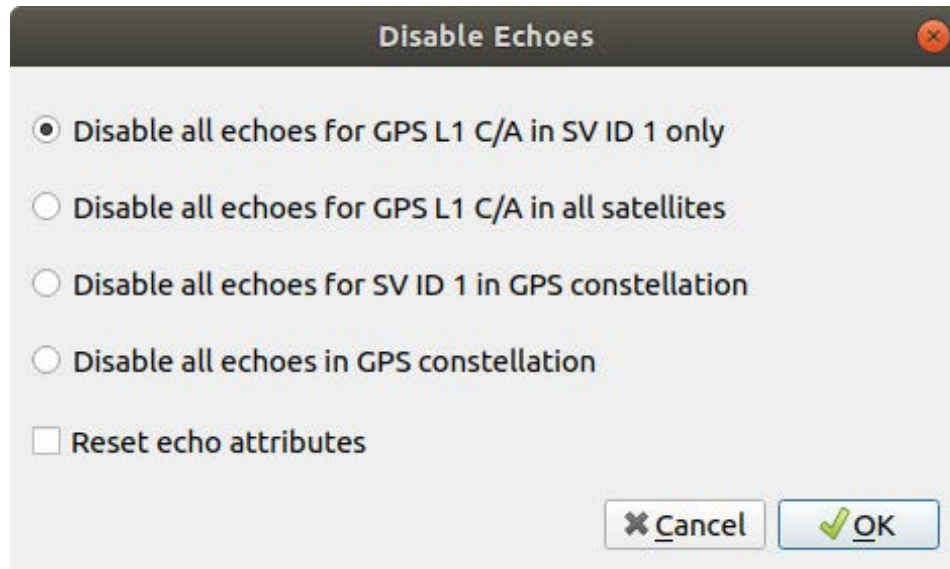 Disable Echoes
Disable all echoes for GPS L1 C/A in SV ID 1 only
Disable all echoes for GPS L1 C/A in all satellites
Disable all echoes for SV ID 1 in GPS constellation
Disable all echoes in GPS constellation
Reset echo attributes
Cancel OK